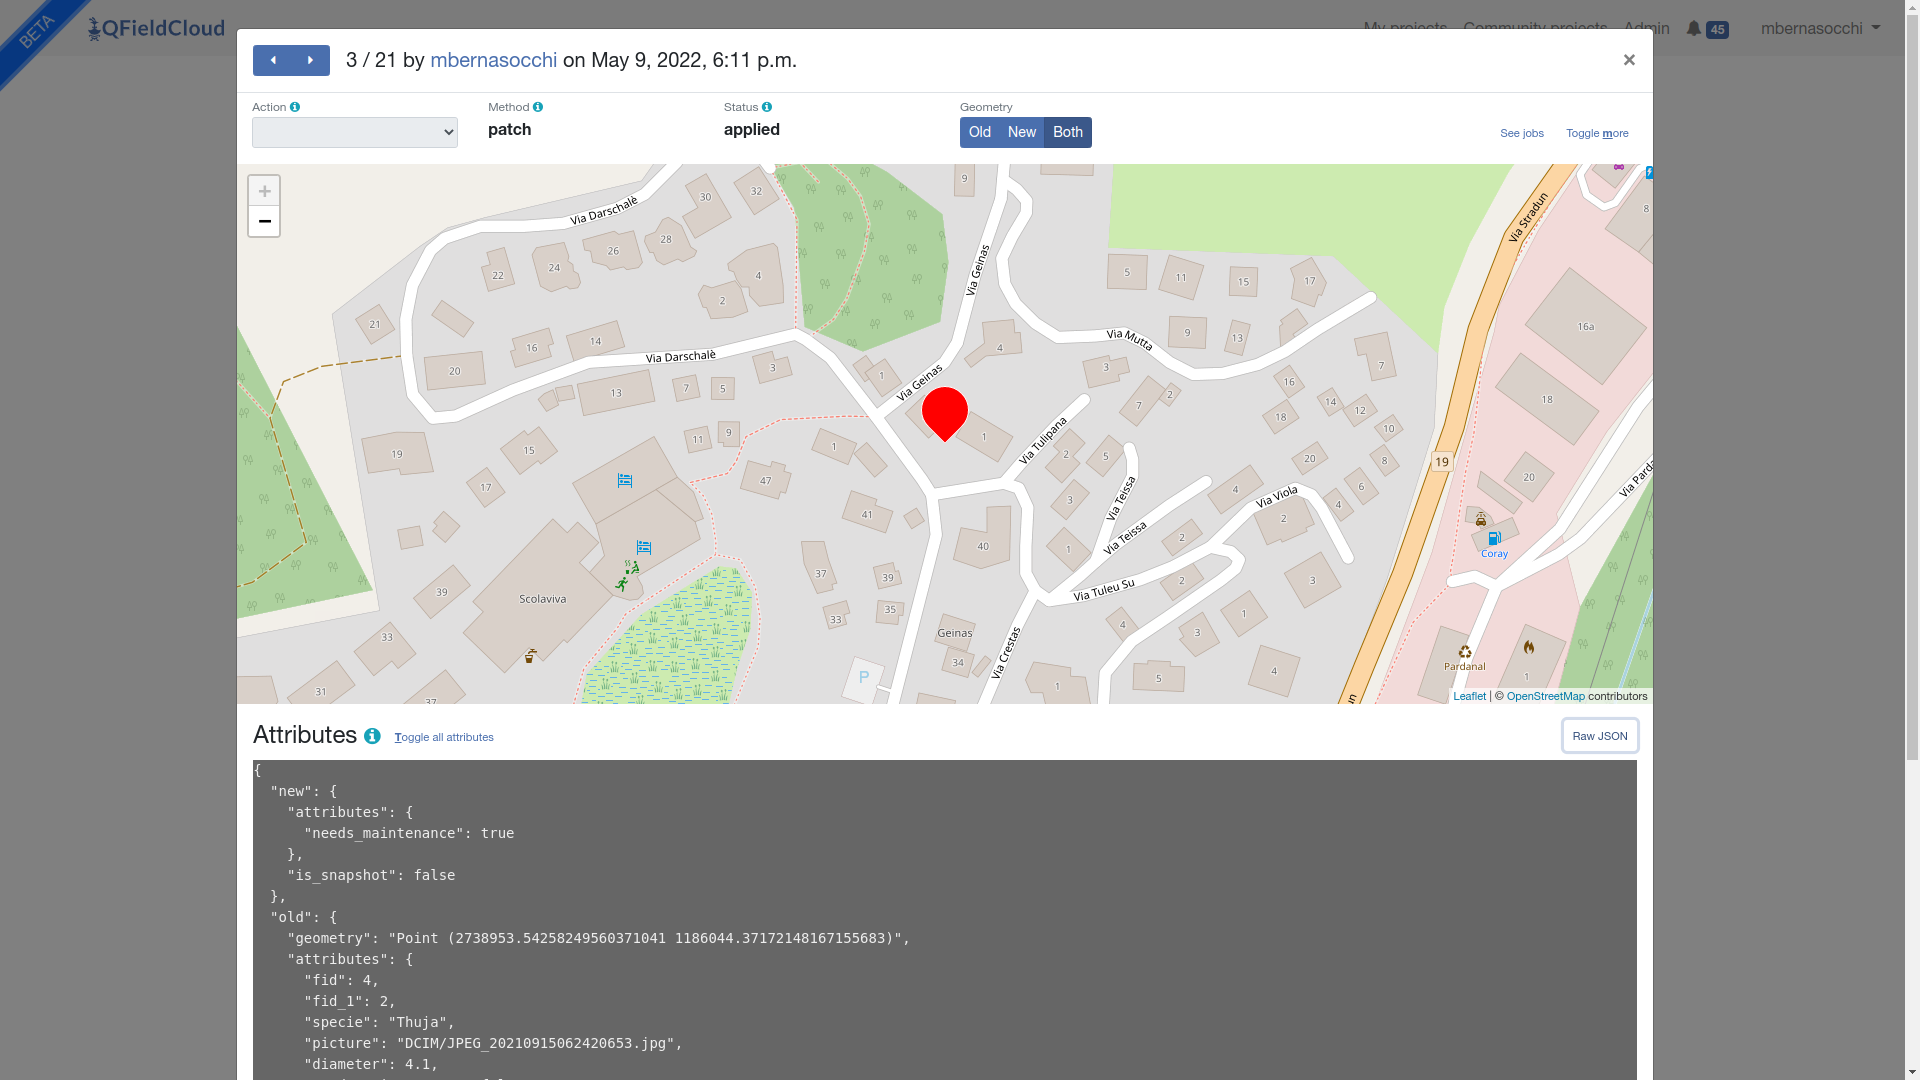 BETA
QFieldCloud
My projects Community projects Admin 45 mbernasocchi
3 / 21 by mbernasocchi on May 9, 2022, 6:11 p.m. ×
Action
Method
patch
Status
applied
Geometry
Old New Both
See jobs Toggle more
+
−
Via Darschalè
30
32
9
28
26
24
22
4
2
21
16
14
20
Via Darschalè
13
7
5
3
1
Via Geinas
Via Geinas
4
5
11
15
17
Via Mutta
9
13
3
7
2
16
14
12
18
10
7
Via Stradun
8
16a
18
19
20
Via Parda
19
15
17
11
9
1
47
41
1
Via Tulipana
2
5
3
Via Teissa
Via Teissa
4
Via Viola
2
4
6
8
20
40
1
2
2
3
Via Tuleu Su
Coray
39
Scolaviva
37
39
33
35
Geinas
34
Via Crestas
4
3
1
5
4
1
33
31
37
P
Pardanal
1
un
Leaflet | © OpenStreetMap contributors
Attributes Toggle all attributes Raw JSON
{
"new": {
"attributes": {
"needs_maintenance": true
},
"is_snapshot": false
},
"old": {
"geometry": "Point (2738953.54258249560371041 1186044.37172148167155683)",
"attributes": {
"fid": 4,
"fid_1": 2,
"specie": "Thuja",
"picture": "DCIM/JPEG_20210915062420653.jpg",
"diameter": 4.1,